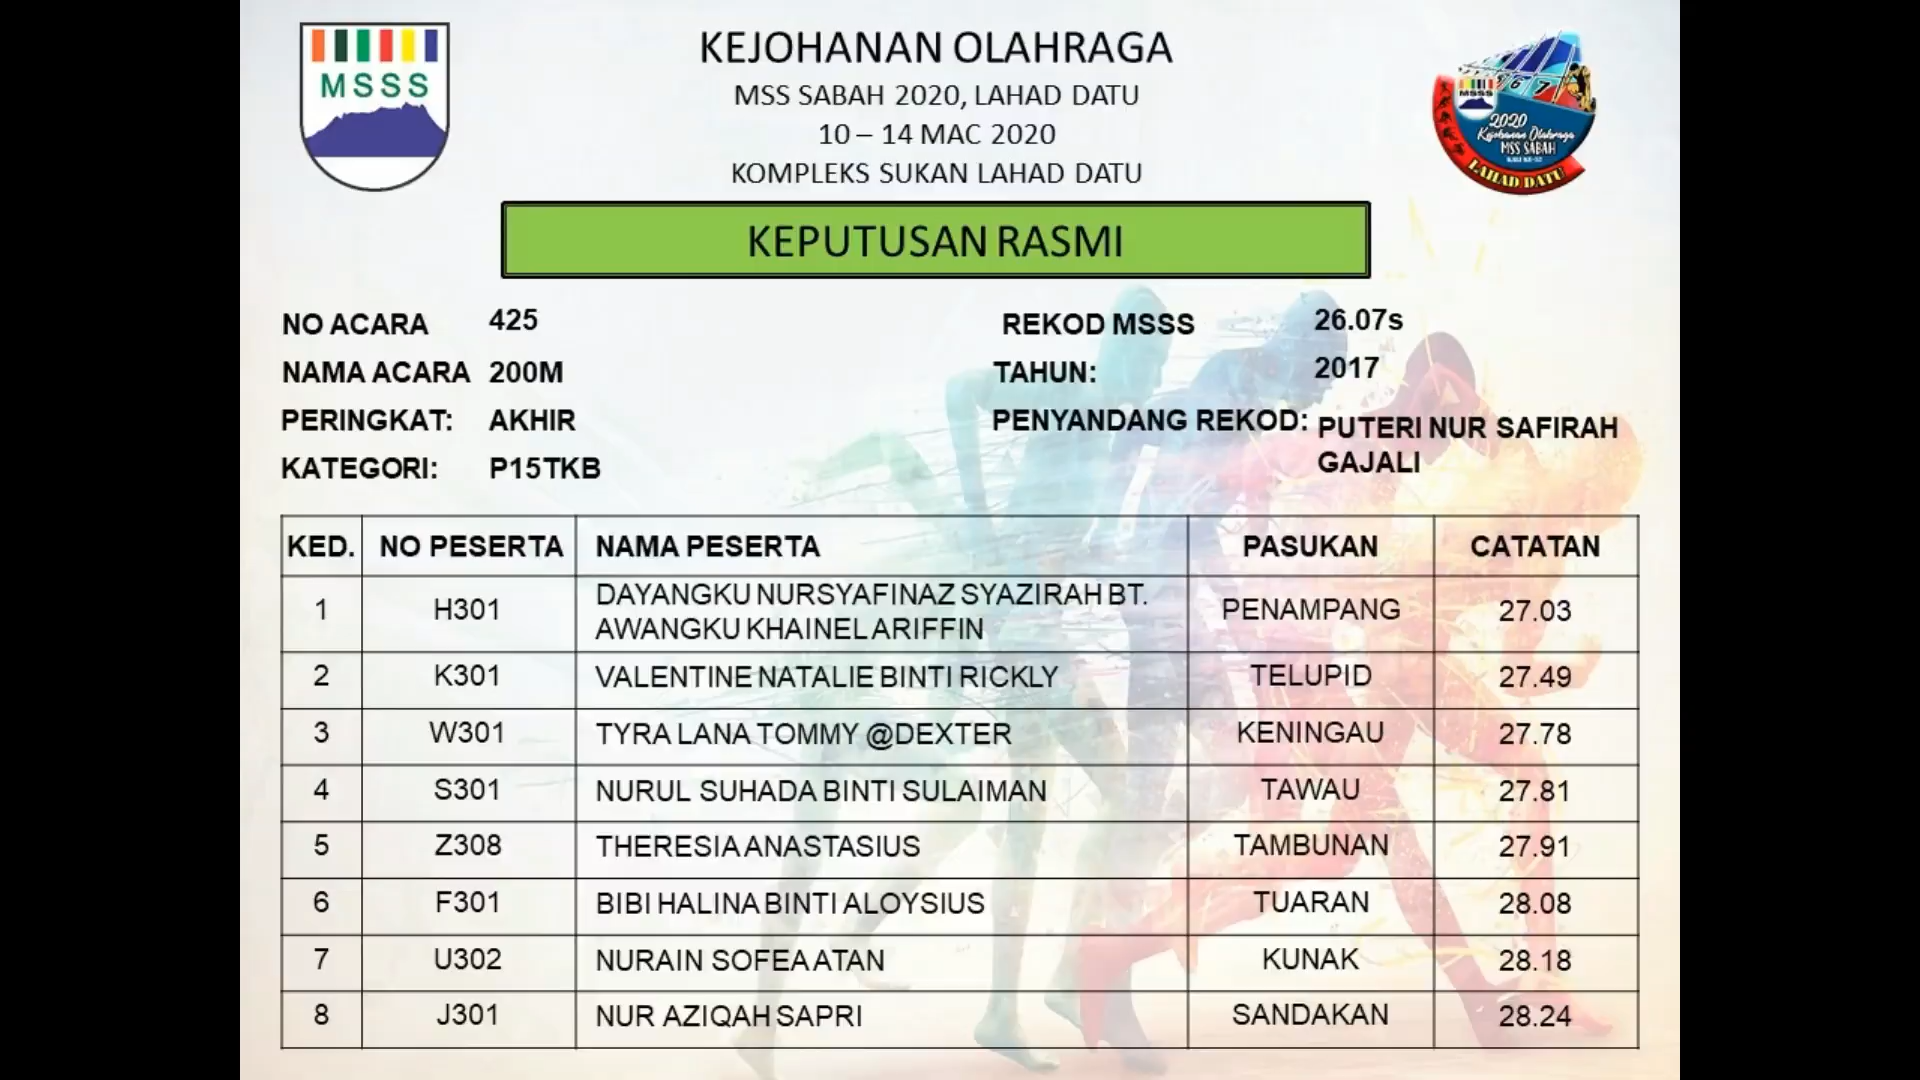 MSSS
KEJOHANAN OLAHRAGA
MSS SABAH 2020, LAHAD DATU
10 – 14 MAC 2020
KOMPLEKS SUKAN LAHAD DATU
6 7
MSSS
2020
Kejohanan Olahraga
MSS SABAH
LAHAD DATU
KEPUTUSAN RASMI
NO ACARA 425
REKOD MSSS 26.07s
NAMA ACARA 200M
TAHUN: 2017
PERINGKAT: AKHIR
PENYANDANG REKOD: PUTERI NUR SAFIRAH
GAJALI
KATEGORI: P15TKB
KED. NO PESERTA NAMA PESERTA PASUKAN CATATAN
1 H301 DAYANGKU NURSYAFINAZ SYAZIRAH BT.
AWANGKU KHAINEL ARIFFIN PENAMPANG 27.03
2 K301 VALENTINE NATALIE BINTI RICKLY TELUPID 27.49
3 W301 TYRA LANA TOMMY @DEXTER KENINGAU 27.78
4 S301 NURUL SUHADA BINTI SULAIMAN TAWAU 27.81
5 Z308 THERESIA ANASTASIUS TAMBUNAN 27.91
6 F301 BIBI HALINA BINTI ALOYSIUS TUARAN 28.08
7 U302 NURAIN SOFEA ATAN KUNAK 28.18
8 J301 NUR AZIQAH SAPRI SANDAKAN 28.24